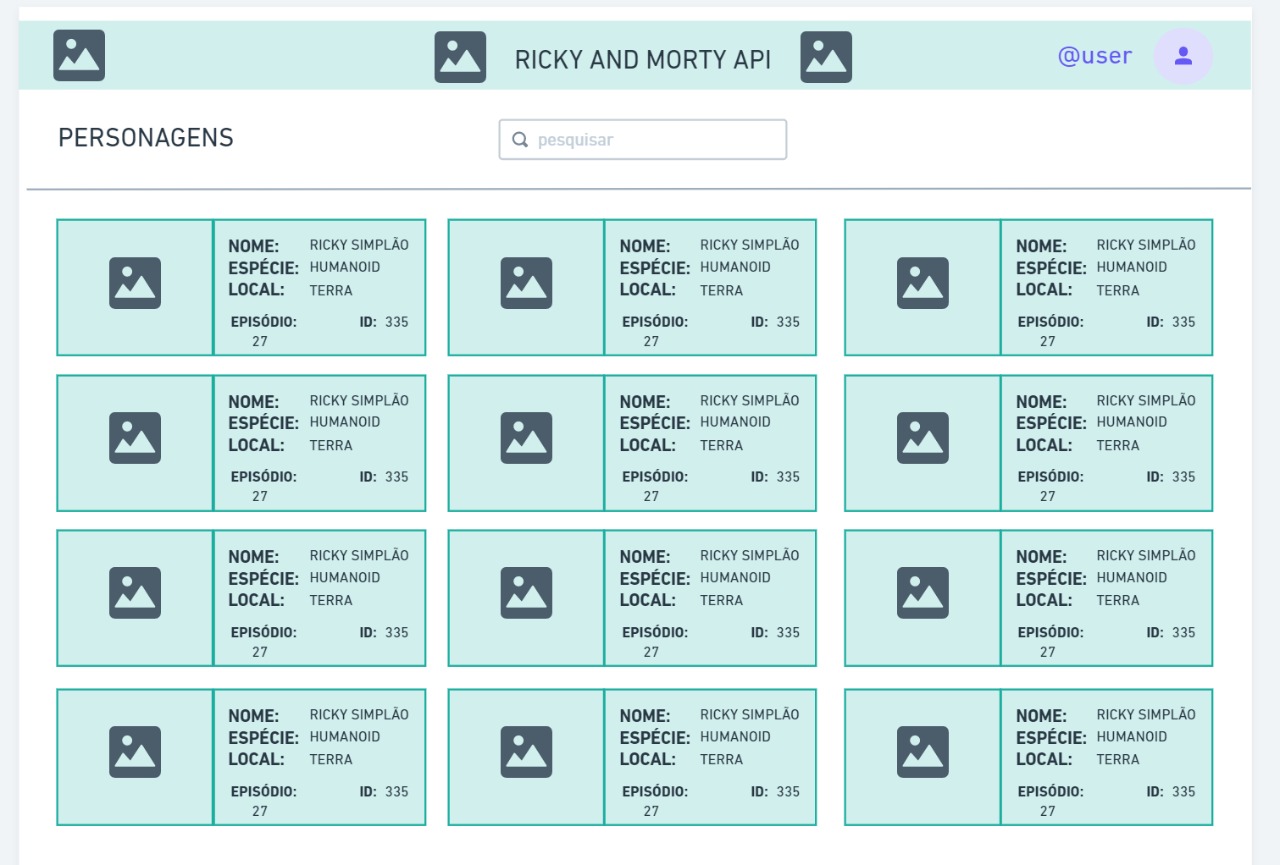 RICKY AND MORTY API
@user
PERSONAGENS
pesquisar
NOME: RICKY SIMPLÃO
ESPÉCIE: HUMANOID
LOCAL: TERRA
EPISÓDIO: ID: 335
27
NOME: RICKY SIMPLÃO
ESPÉCIE: HUMANOID
LOCAL: TERRA
EPISÓDIO: ID: 335
27
NOME: RICKY SIMPLÃO
ESPÉCIE: HUMANOID
LOCAL: TERRA
EPISÓDIO: ID: 335
27
NOME: RICKY SIMPLÃO
ESPÉCIE: HUMANOID
LOCAL: TERRA
EPISÓDIO: ID: 335
27
NOME: RICKY SIMPLÃO
ESPÉCIE: HUMANOID
LOCAL: TERRA
EPISÓDIO: ID: 335
27
NOME: RICKY SIMPLÃO
ESPÉCIE: HUMANOID
LOCAL: TERRA
EPISÓDIO: ID: 335
27
NOME: RICKY SIMPLÃO
ESPÉCIE: HUMANOID
LOCAL: TERRA
EPISÓDIO: ID: 335
27
NOME: RICKY SIMPLÃO
ESPÉCIE: HUMANOID
LOCAL: TERRA
EPISÓDIO: ID: 335
27
NOME: RICKY SIMPLÃO
ESPÉCIE: HUMANOID
LOCAL: TERRA
EPISÓDIO: ID: 335
27
NOME: RICKY SIMPLÃO
ESPÉCIE: HUMANOID
LOCAL: TERRA
EPISÓDIO: ID: 335
27
NOME: RICKY SIMPLÃO
ESPÉCIE: HUMANOID
LOCAL: TERRA
EPISÓDIO: ID: 335
27
NOME: RICKY SIMPLÃO
ESPÉCIE: HUMANOID
LOCAL: TERRA
EPISÓDIO: ID: 335
27